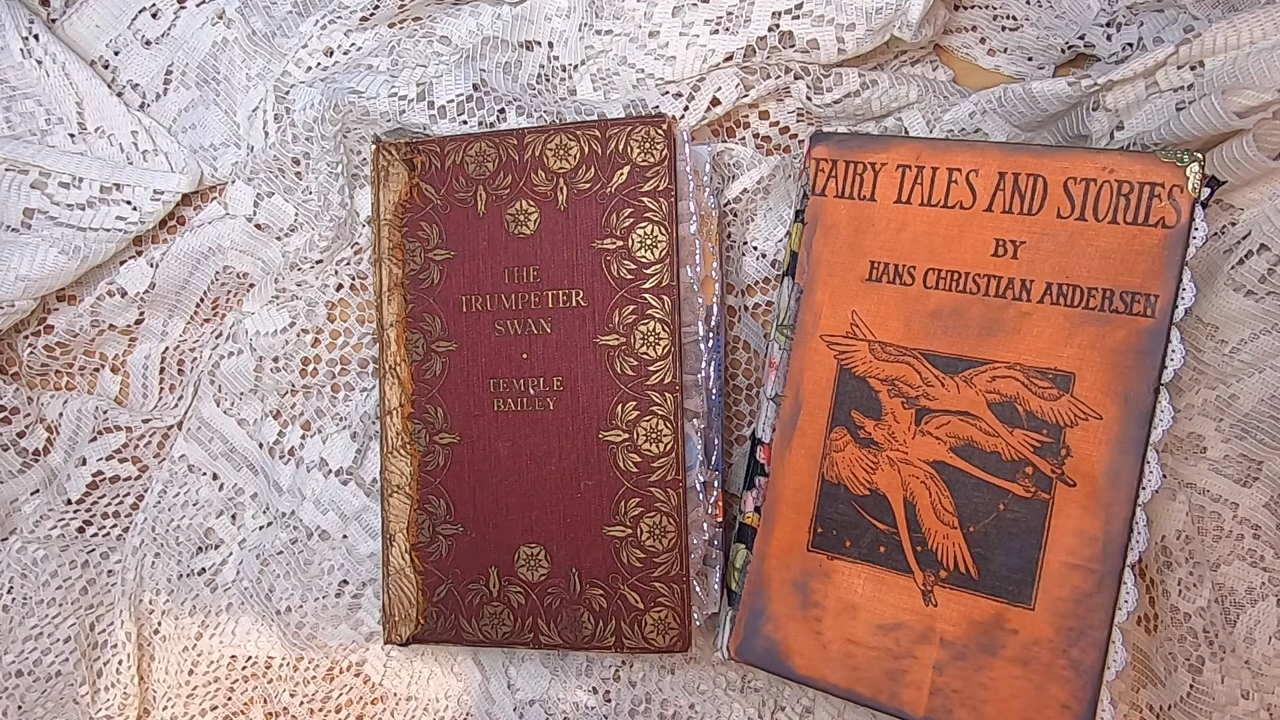 THE
TRUMPETER
SWAN
TEMPLE
BAILEY
FAIRY TALES AND STORIES
BY
HANS CHRISTIAN ANDERSEN